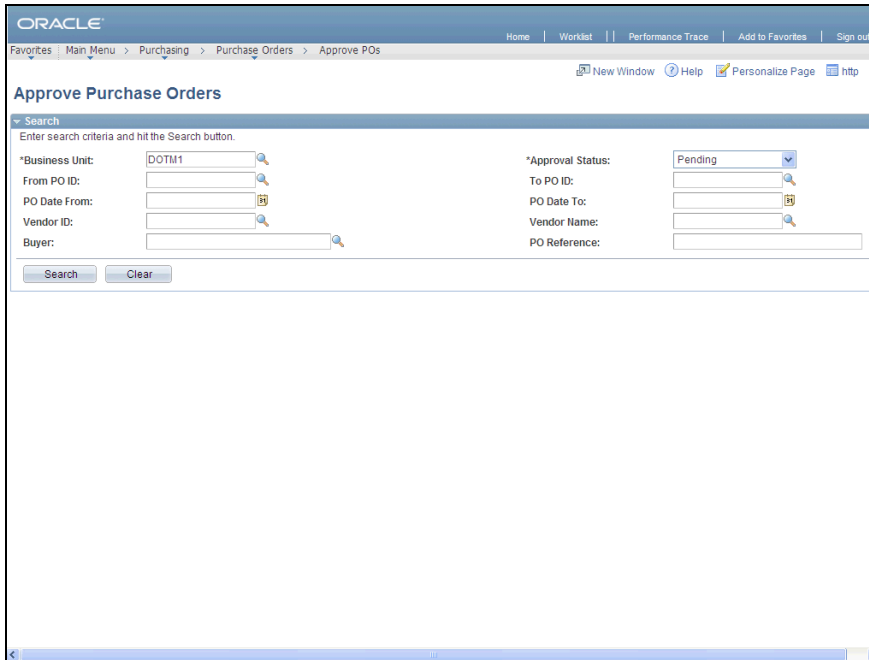 ORACLE
Home | Worklist | | Performance Trace | Add to Favorites | Sign out
Favorites | Main Menu > Purchasing > Purchase Orders > Approve POs
New Window Help Personalize Page http
Approve Purchase Orders
Search
Enter search criteria and hit the Search button.
*Business Unit: DOTM1 *Approval Status: Pending
From PO ID: To PO ID:
PO Date From: PO Date To:
Vendor ID: Vendor Name:
Buyer: PO Reference:
Search Clear